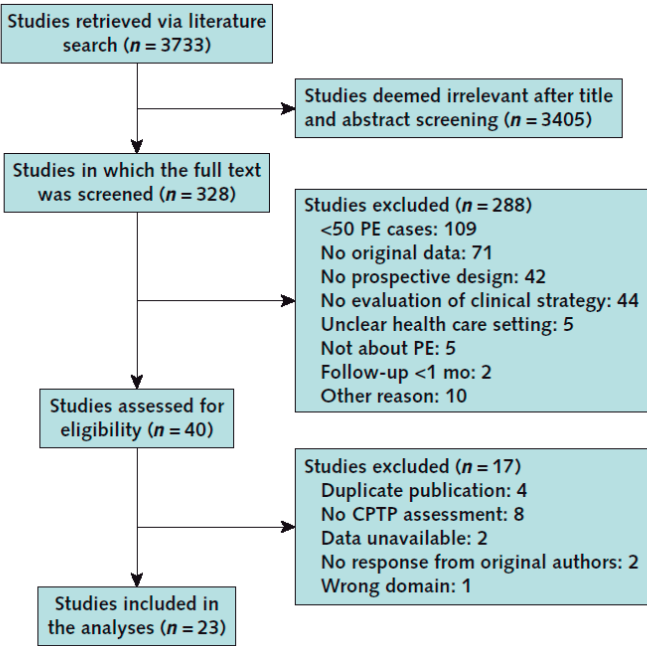 Studies retrieved via literature
search (n = 3733)
Studies deemed irrelevant after title
and abstract screening (n = 3405)
Studies in which the full text
was screened (n = 328)
Studies excluded (n = 288)
<50 PE cases: 109
No original data: 71
No prospective design: 42
No evaluation of clinical strategy: 44
Unclear health care setting: 5
Not about PE: 5
Follow-up <1 mo: 2
Other reason: 10
Studies assessed for
eligibility (n = 40)
Studies excluded (n = 17)
Duplicate publication: 4
No CPTP assessment: 8
Data unavailable: 2
No response from original authors: 2
Wrong domain: 1
Studies included in
the analyses (n = 23)